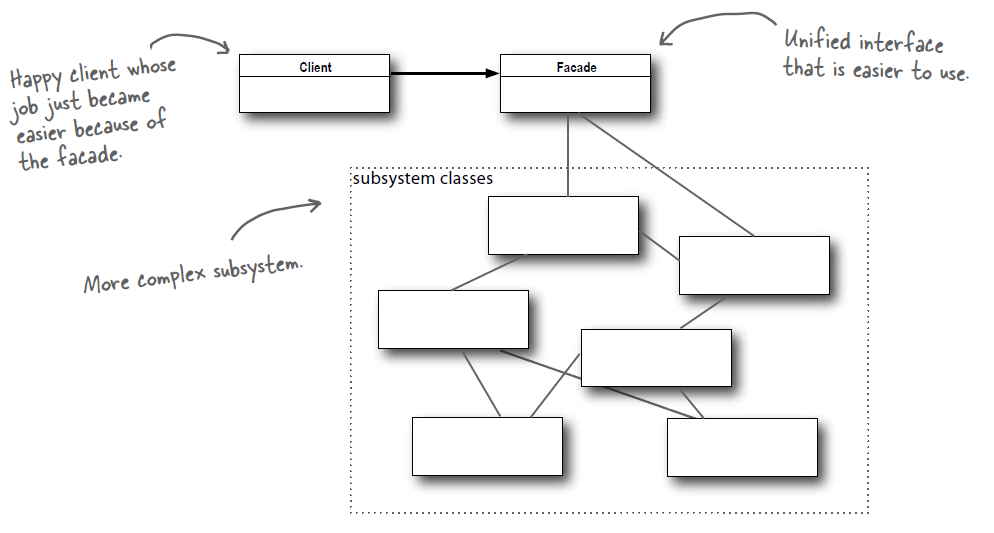 Happy client whose
job just became
easier because of
the facade.
Client
Facade
Unified interface
that is easier to use.
subsystem classes
More complex subsystem.